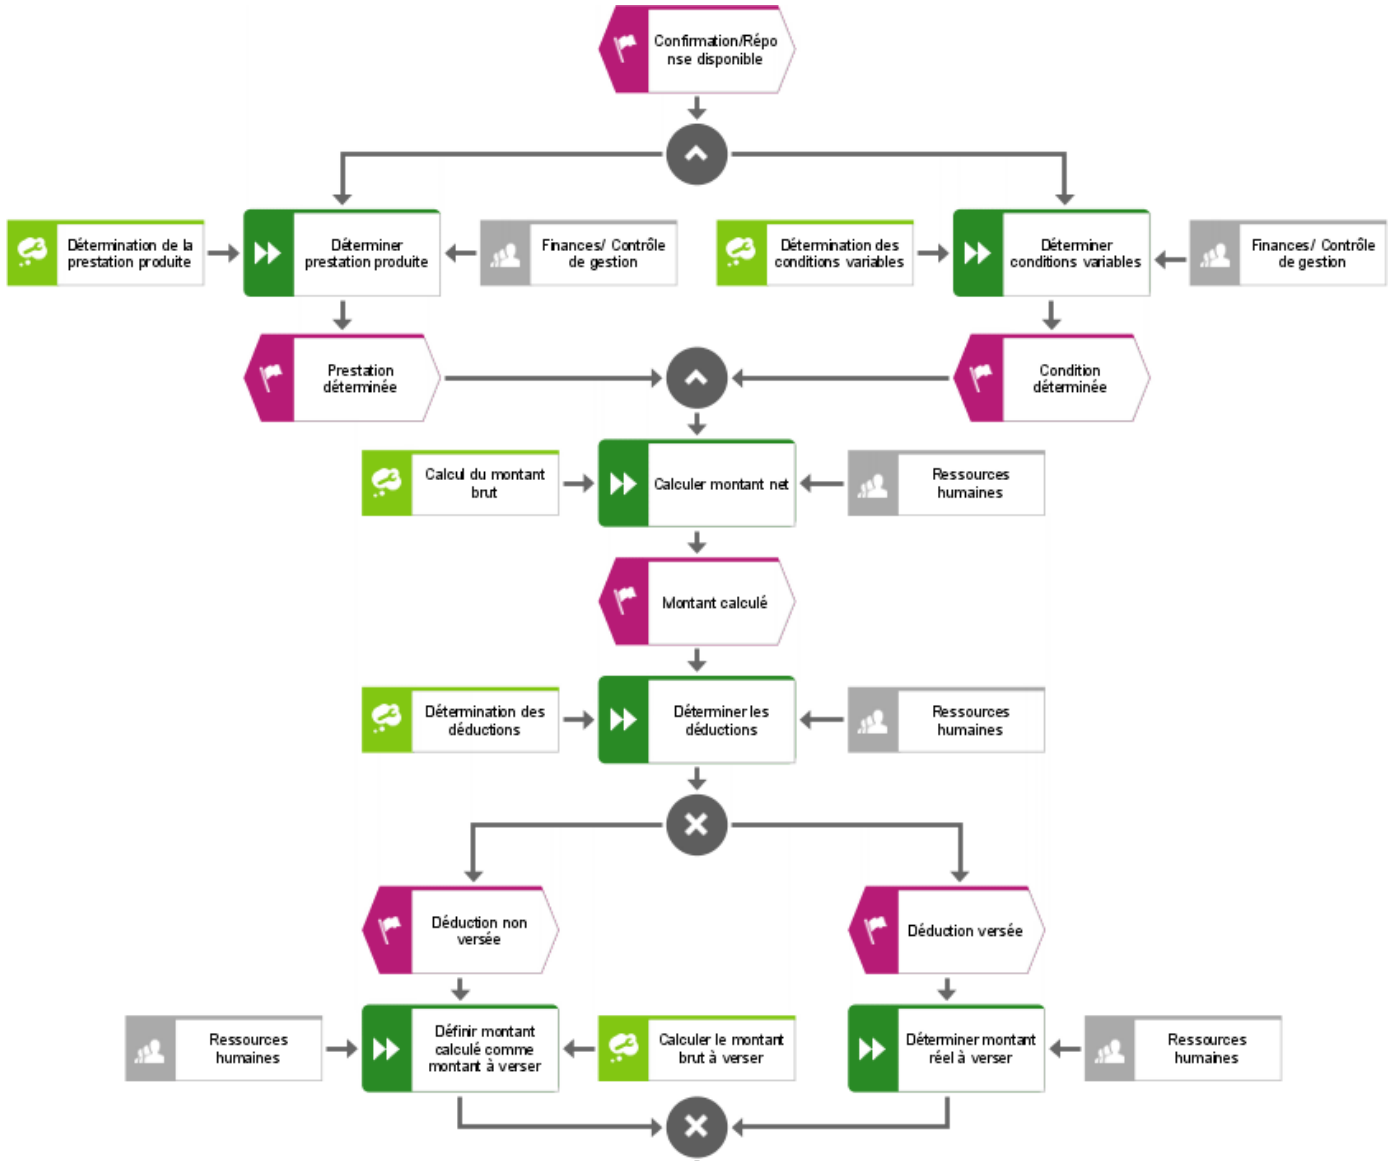 Confirmation/Répo
nse disponible
Détermination de la
prestation produite
Déterminer
prestation produite
Finances/ Contrôle
de gestion
Détermination des
conditions variables
Déterminer
conditions variables
Finances/ Contrôle
de gestion
Prestation
déterminée
Condition
déterminée
Calcul du montant
brut
Calculer montant net
Ressources
humaines
Montant calculé
Détermination des
déductions
Déterminer les
déductions
Ressources
humaines
Déduction non
versée
Déduction versée
Ressources
humaines
Définir montant
calculé comme
montant à verser
Calculer le montant
brut à verser
Déterminer montant
réel à verser
Ressources
humaines